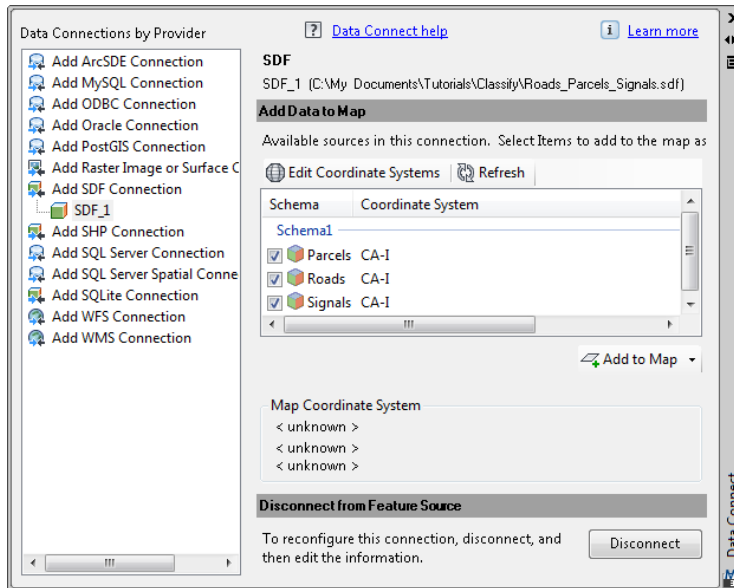 Data Connections by Provider
Add ArcSDE Connection
Add MySQL Connection
Add ODBC Connection
Add Oracle Connection
Add PostGIS Connection
Add Raster Image or Surface C
Add SDF Connection
SDF_1
Add SHP Connection
Add SQL Server Connection
Add SQL Server Spatial Conne
Add SQLite Connection
Add WFS Connection
Add WMS Connection
? Data Connect help
i Learn more
SDF
SDF_1 (C:\My Documents\Tutorials\Classify\Roads_Parcels_Signals.sdf)
Add Data to Map
Available sources in this connection. Select Items to add to the map as
Edit Coordinate Systems Refresh
Schema Coordinate System
Schema1
Parcels CA-I
Roads CA-I
Signals CA-I
Add to Map
Map Coordinate System
< unknown >
< unknown >
< unknown >
Disconnect from Feature Source
To reconfigure this connection, disconnect, and
then edit the information.
Disconnect
Data Connect